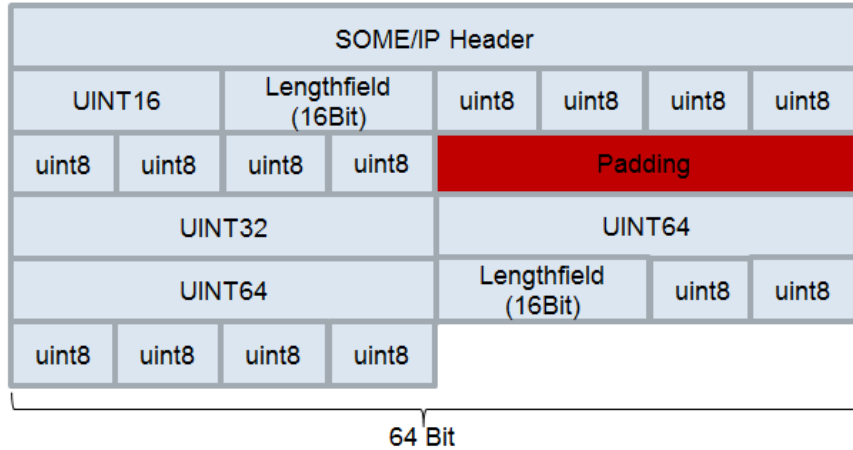 SOME/IP Header
UINT16
Lengthfield
(16Bit)
uint8
uint8
uint8
uint8
uint8
uint8
uint8
uint8
Padding
UINT32
UINT64
UINT64
Lengthfield
(16Bit)
uint8
uint8
uint8
uint8
uint8
uint8
64 Bit